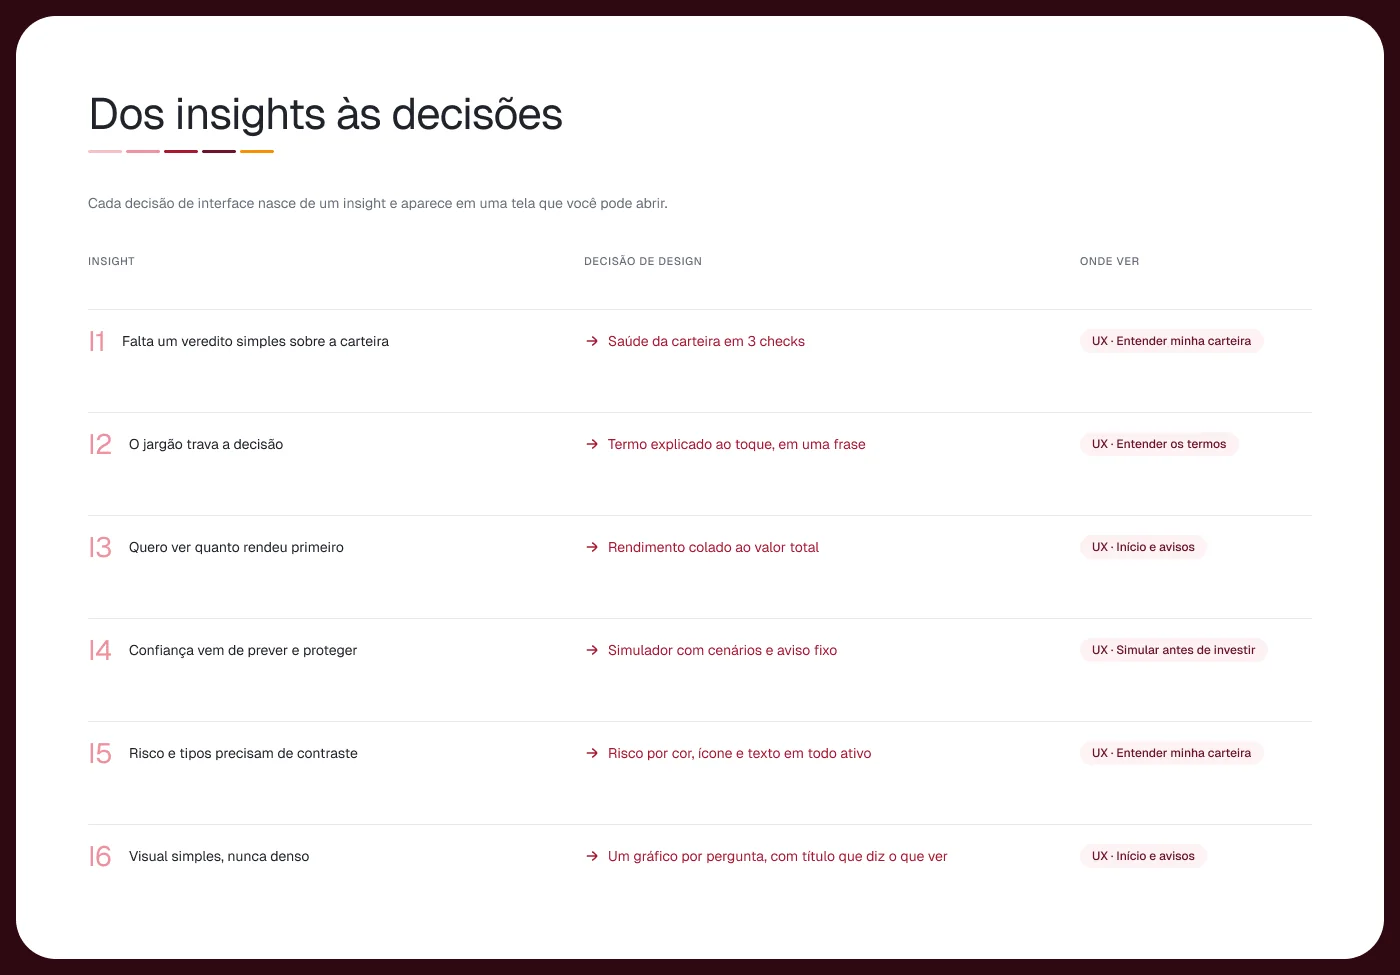 Dos insights às decisões
Cada decisão de interface nasce de um insight e aparece em uma tela que você pode abrir.
INSIGHT DECISÃO DE DESIGN ONDE VER
I1 Falta um veredito simples sobre a carteira → Saúde da carteira em 3 checks UX · Entender minha carteira
I2 O jargão trava a decisão → Termo explicado ao toque, em uma frase UX · Entender os termos
I3 Quero ver quanto rendeu primeiro → Rendimento colado ao valor total UX · Início e avisos
I4 Confiança vem de prever e proteger → Simulador com cenários e aviso fixo UX · Simular antes de investir
I5 Risco e tipos precisam de contraste → Risco por cor, ícone e texto em todo ativo UX · Entender minha carteira
I6 Visual simples, nunca denso → Um gráfico por pergunta, com título que diz o que ver UX · Início e avisos